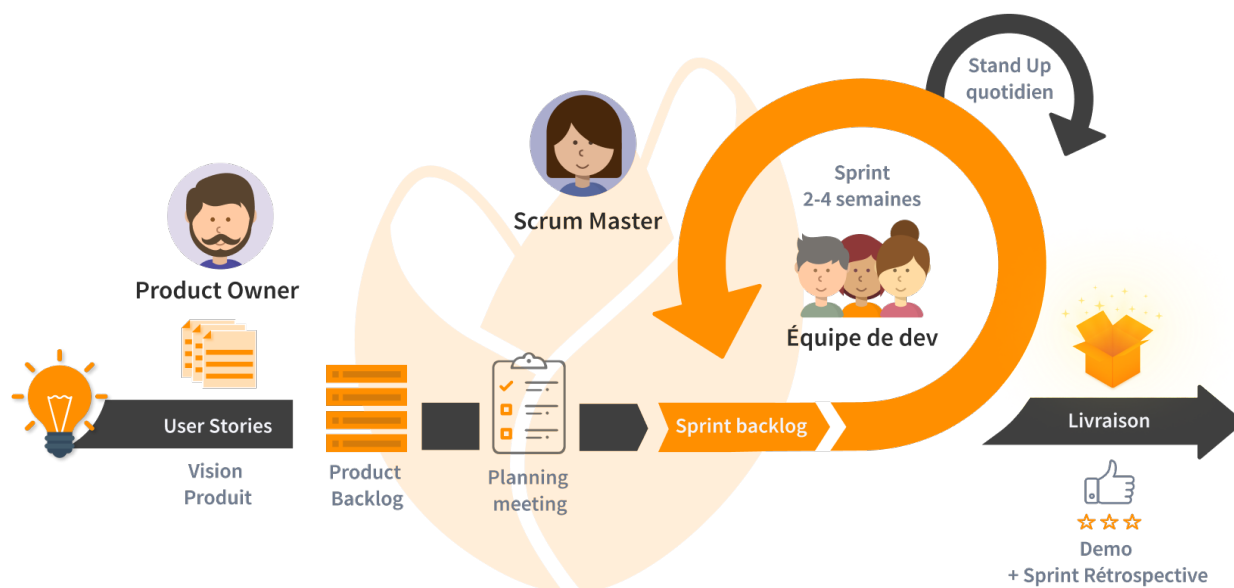 Stand Up
quotidien
Sprint
2-4 semaines
Scrum Master
Product Owner
Équipe de dev
User Stories
Sprint backlog
Livraison
Vision
Produit
Product
Backlog
Planning
meeting
Demo
+ Sprint Rétrospective